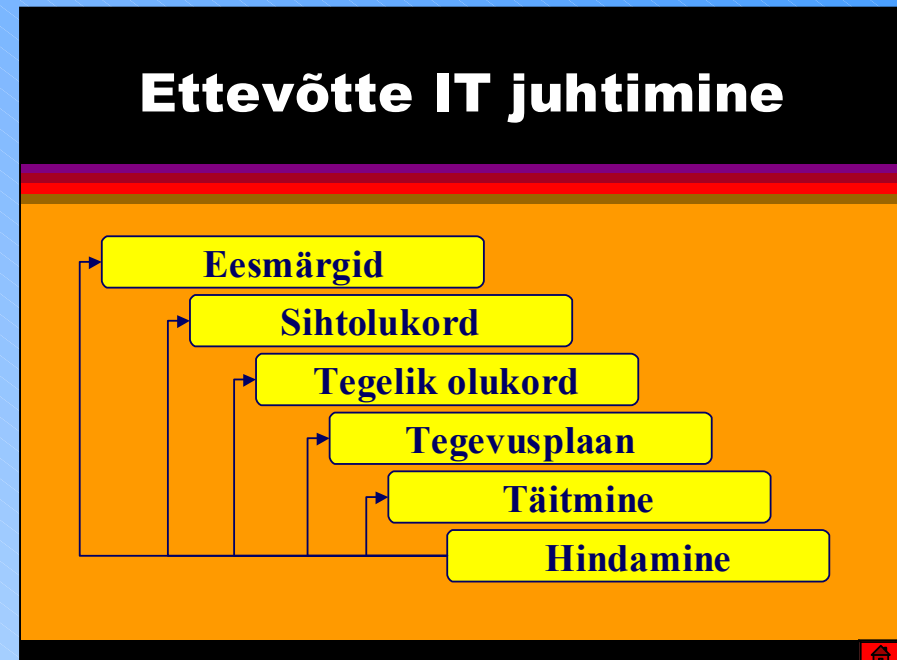 Ettevõtte IT juhtimine
Eesmärgid
Sihtolukord
Tegelik olukord
Tegevusplaan
Täitmine
Hindamine